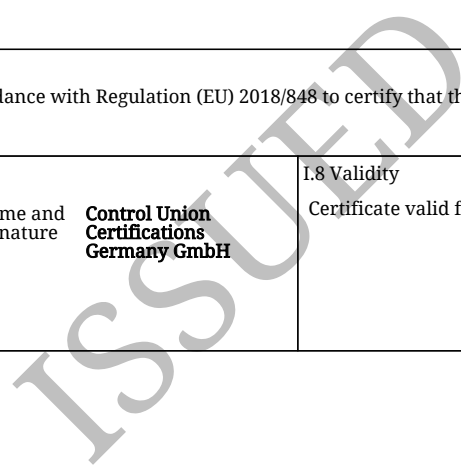 dance with Regulation (EU) 2018/848 to certify that th
I.8 Validity
Certificate valid f
me and
nature
Control Union
Certifications
Germany GmbH
ISSUED